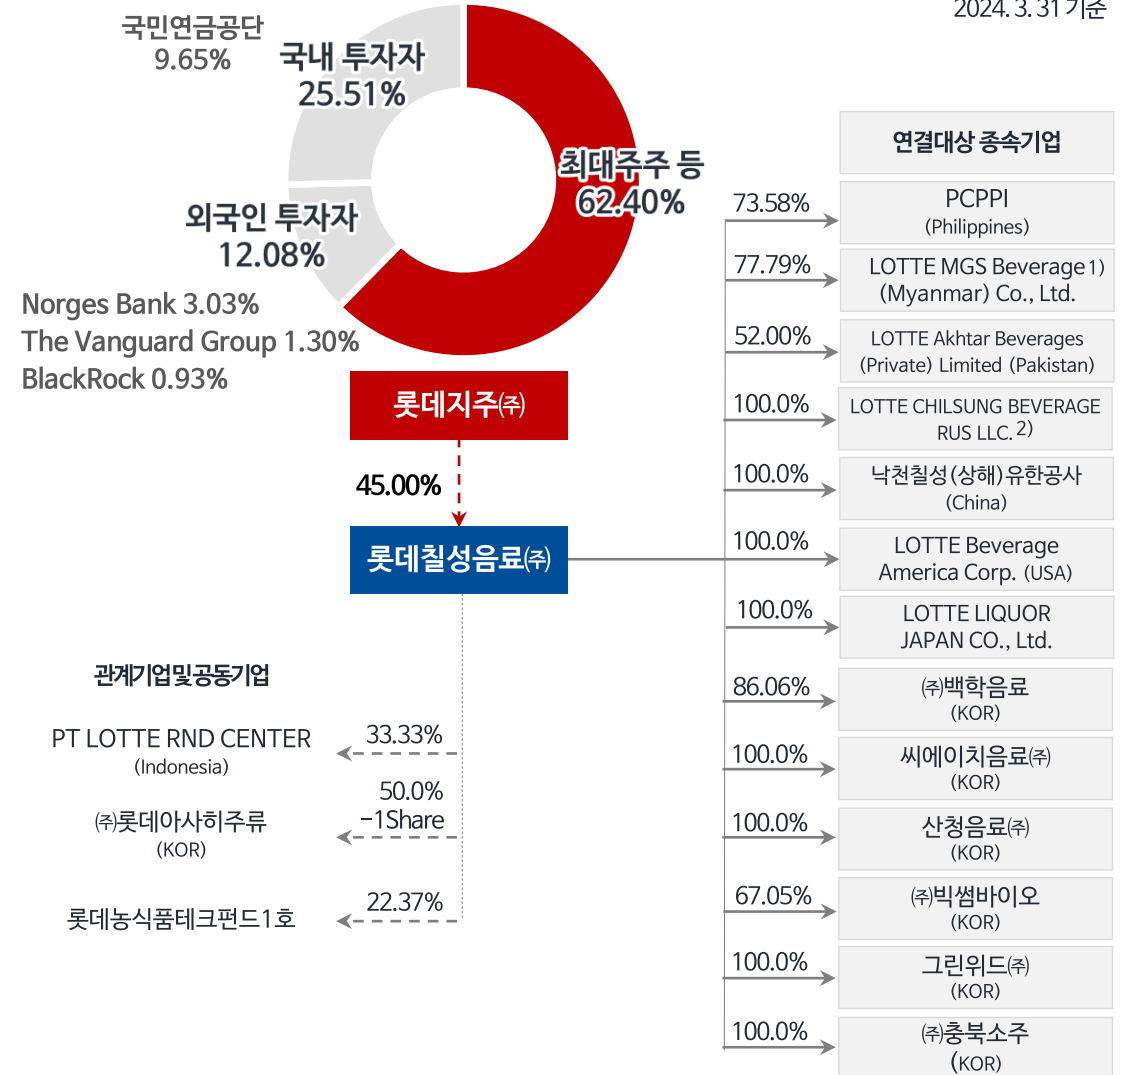 2024. 3. 31 기준
국민연금공단
9.65%
국내 투자자
25.51%
최대주주 등
62.40%
외국인 투자자
12.08%
Norges Bank 3.03%
The Vanguard Group 1.30%
BlackRock 0.93%
롯데지주㈜
45.00%
롯데칠성음료㈜
관계기업및공동기업
33.33%
PT LOTTE RND CENTER
(Indonesia)
50.0%
-1Share
㈜롯데아사히주류
(KOR)
22.37%
롯데농식품테크펀드1호
연결대상 종속기업
73.58%
PCPPI
(Philippines)
77.79%
LOTTE MGS Beverage1)
(Myanmar) Co., Ltd.
52.00%
LOTTE Akhtar Beverages
(Private) Limited (Pakistan)
100.0%
LOTTE CHILSUNG BEVERAGE
RUS LLC.2)
100.0%
낙천칠성(상해)유한공사
(China)
100.0%
LOTTE Beverage
America Corp. (USA)
100.0%
LOTTE LIQUOR
JAPAN CO., Ltd.
86.06%
㈜백학음료
(KOR)
100.0%
씨에이치음료㈜
(KOR)
100.0%
산청음료㈜
(KOR)
67.05%
㈜빅썸바이오
(KOR)
100.0%
그린위드㈜
(KOR)
100.0%
㈜충북소주
(KOR)